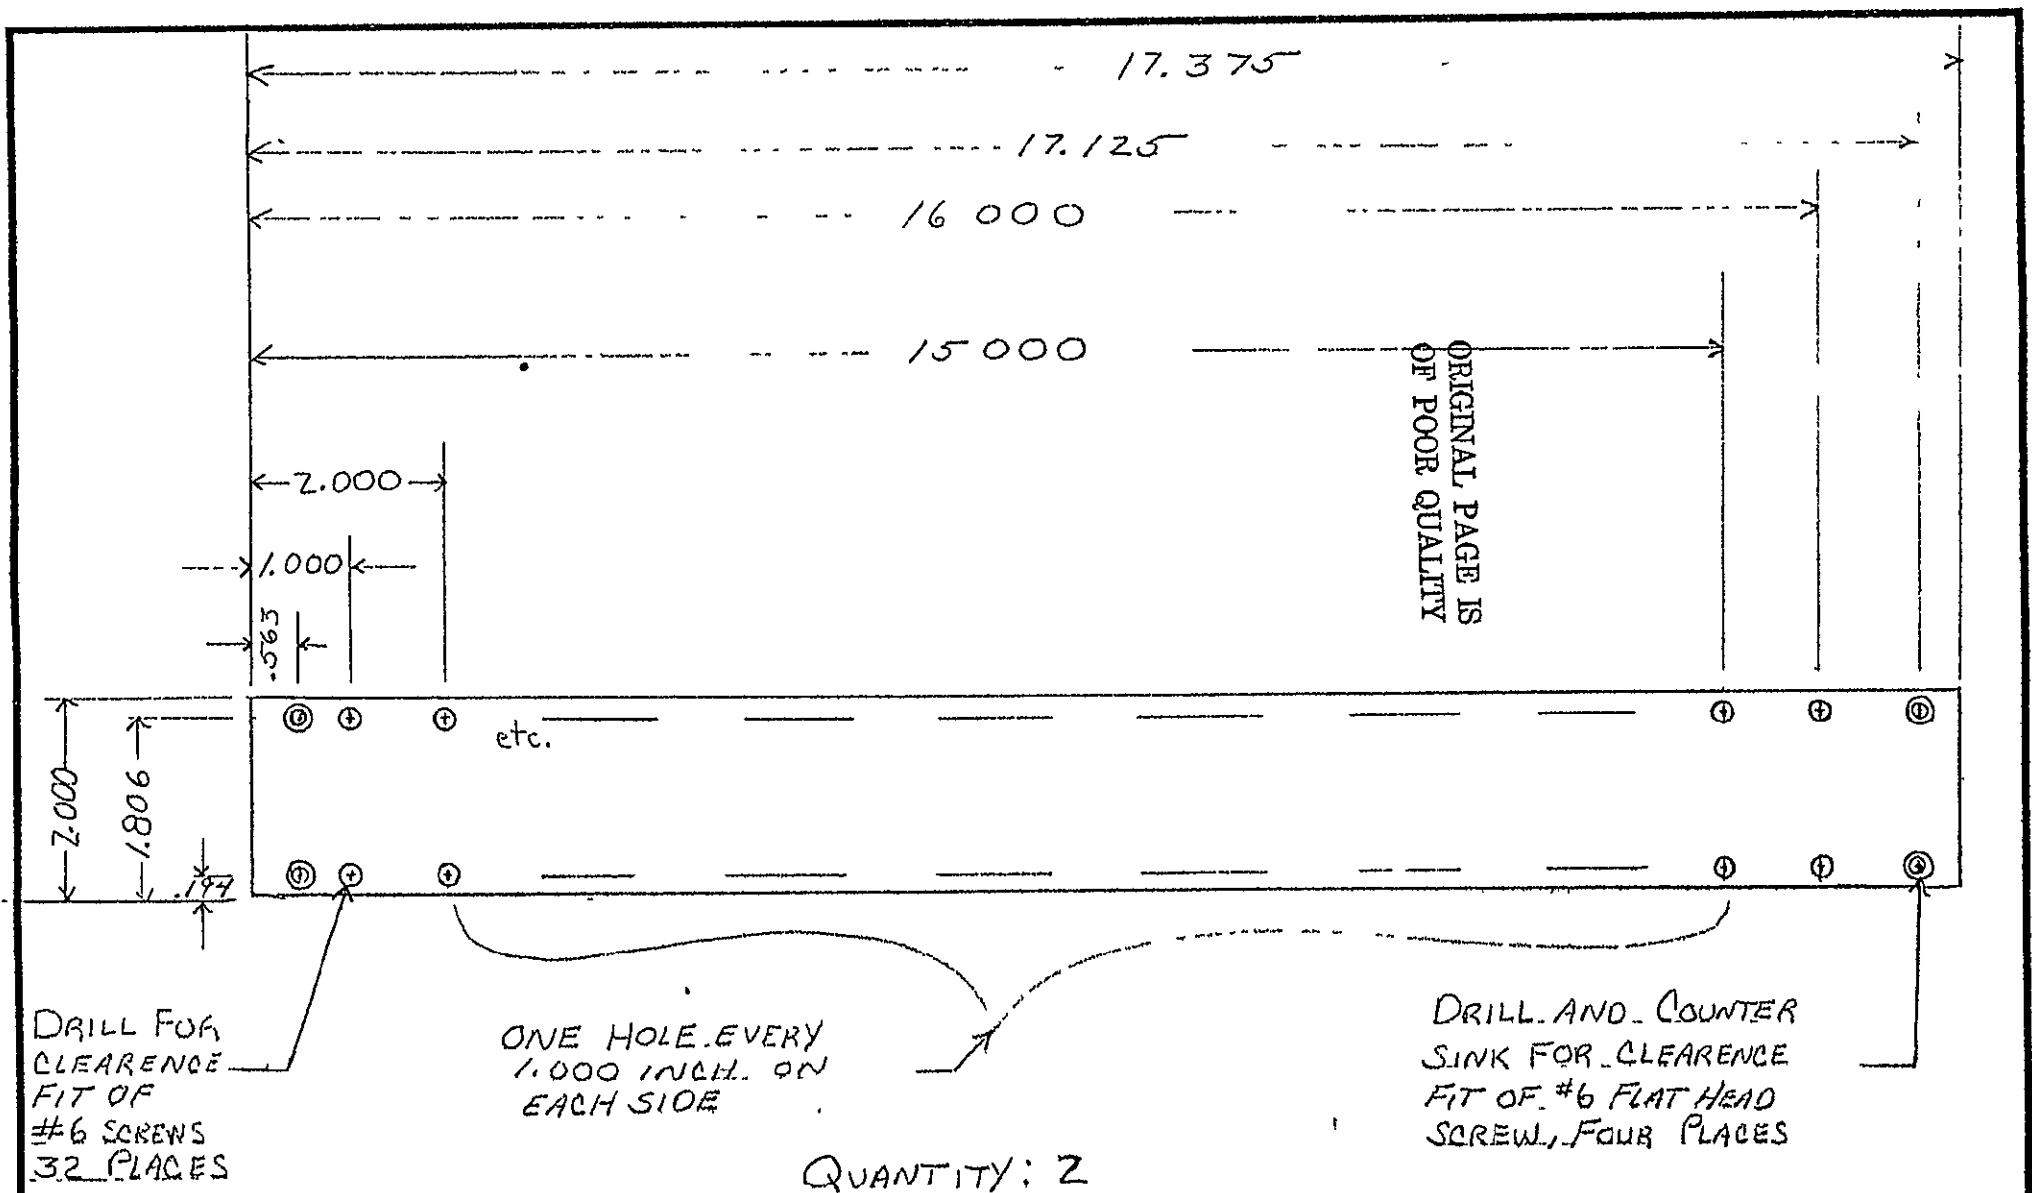 17.375
17.125
16 000
15 000
ORIGINAL PAGE IS
OF POOR QUALITY
2.000
1.000
.563
etc.
2.000
1.806
.194
DRILL FOR
CLEARENCE
FIT OF
#6 SCREWS
32 PLACES
ONE HOLE EVERY
1.000 INCH ON
EACH SIDE
DRILL AND COUNTER
SINK FOR CLEARENCE
FIT OF #6 FLAT HEAD
SCREW, FOUR PLACES
QUANTITY: 2